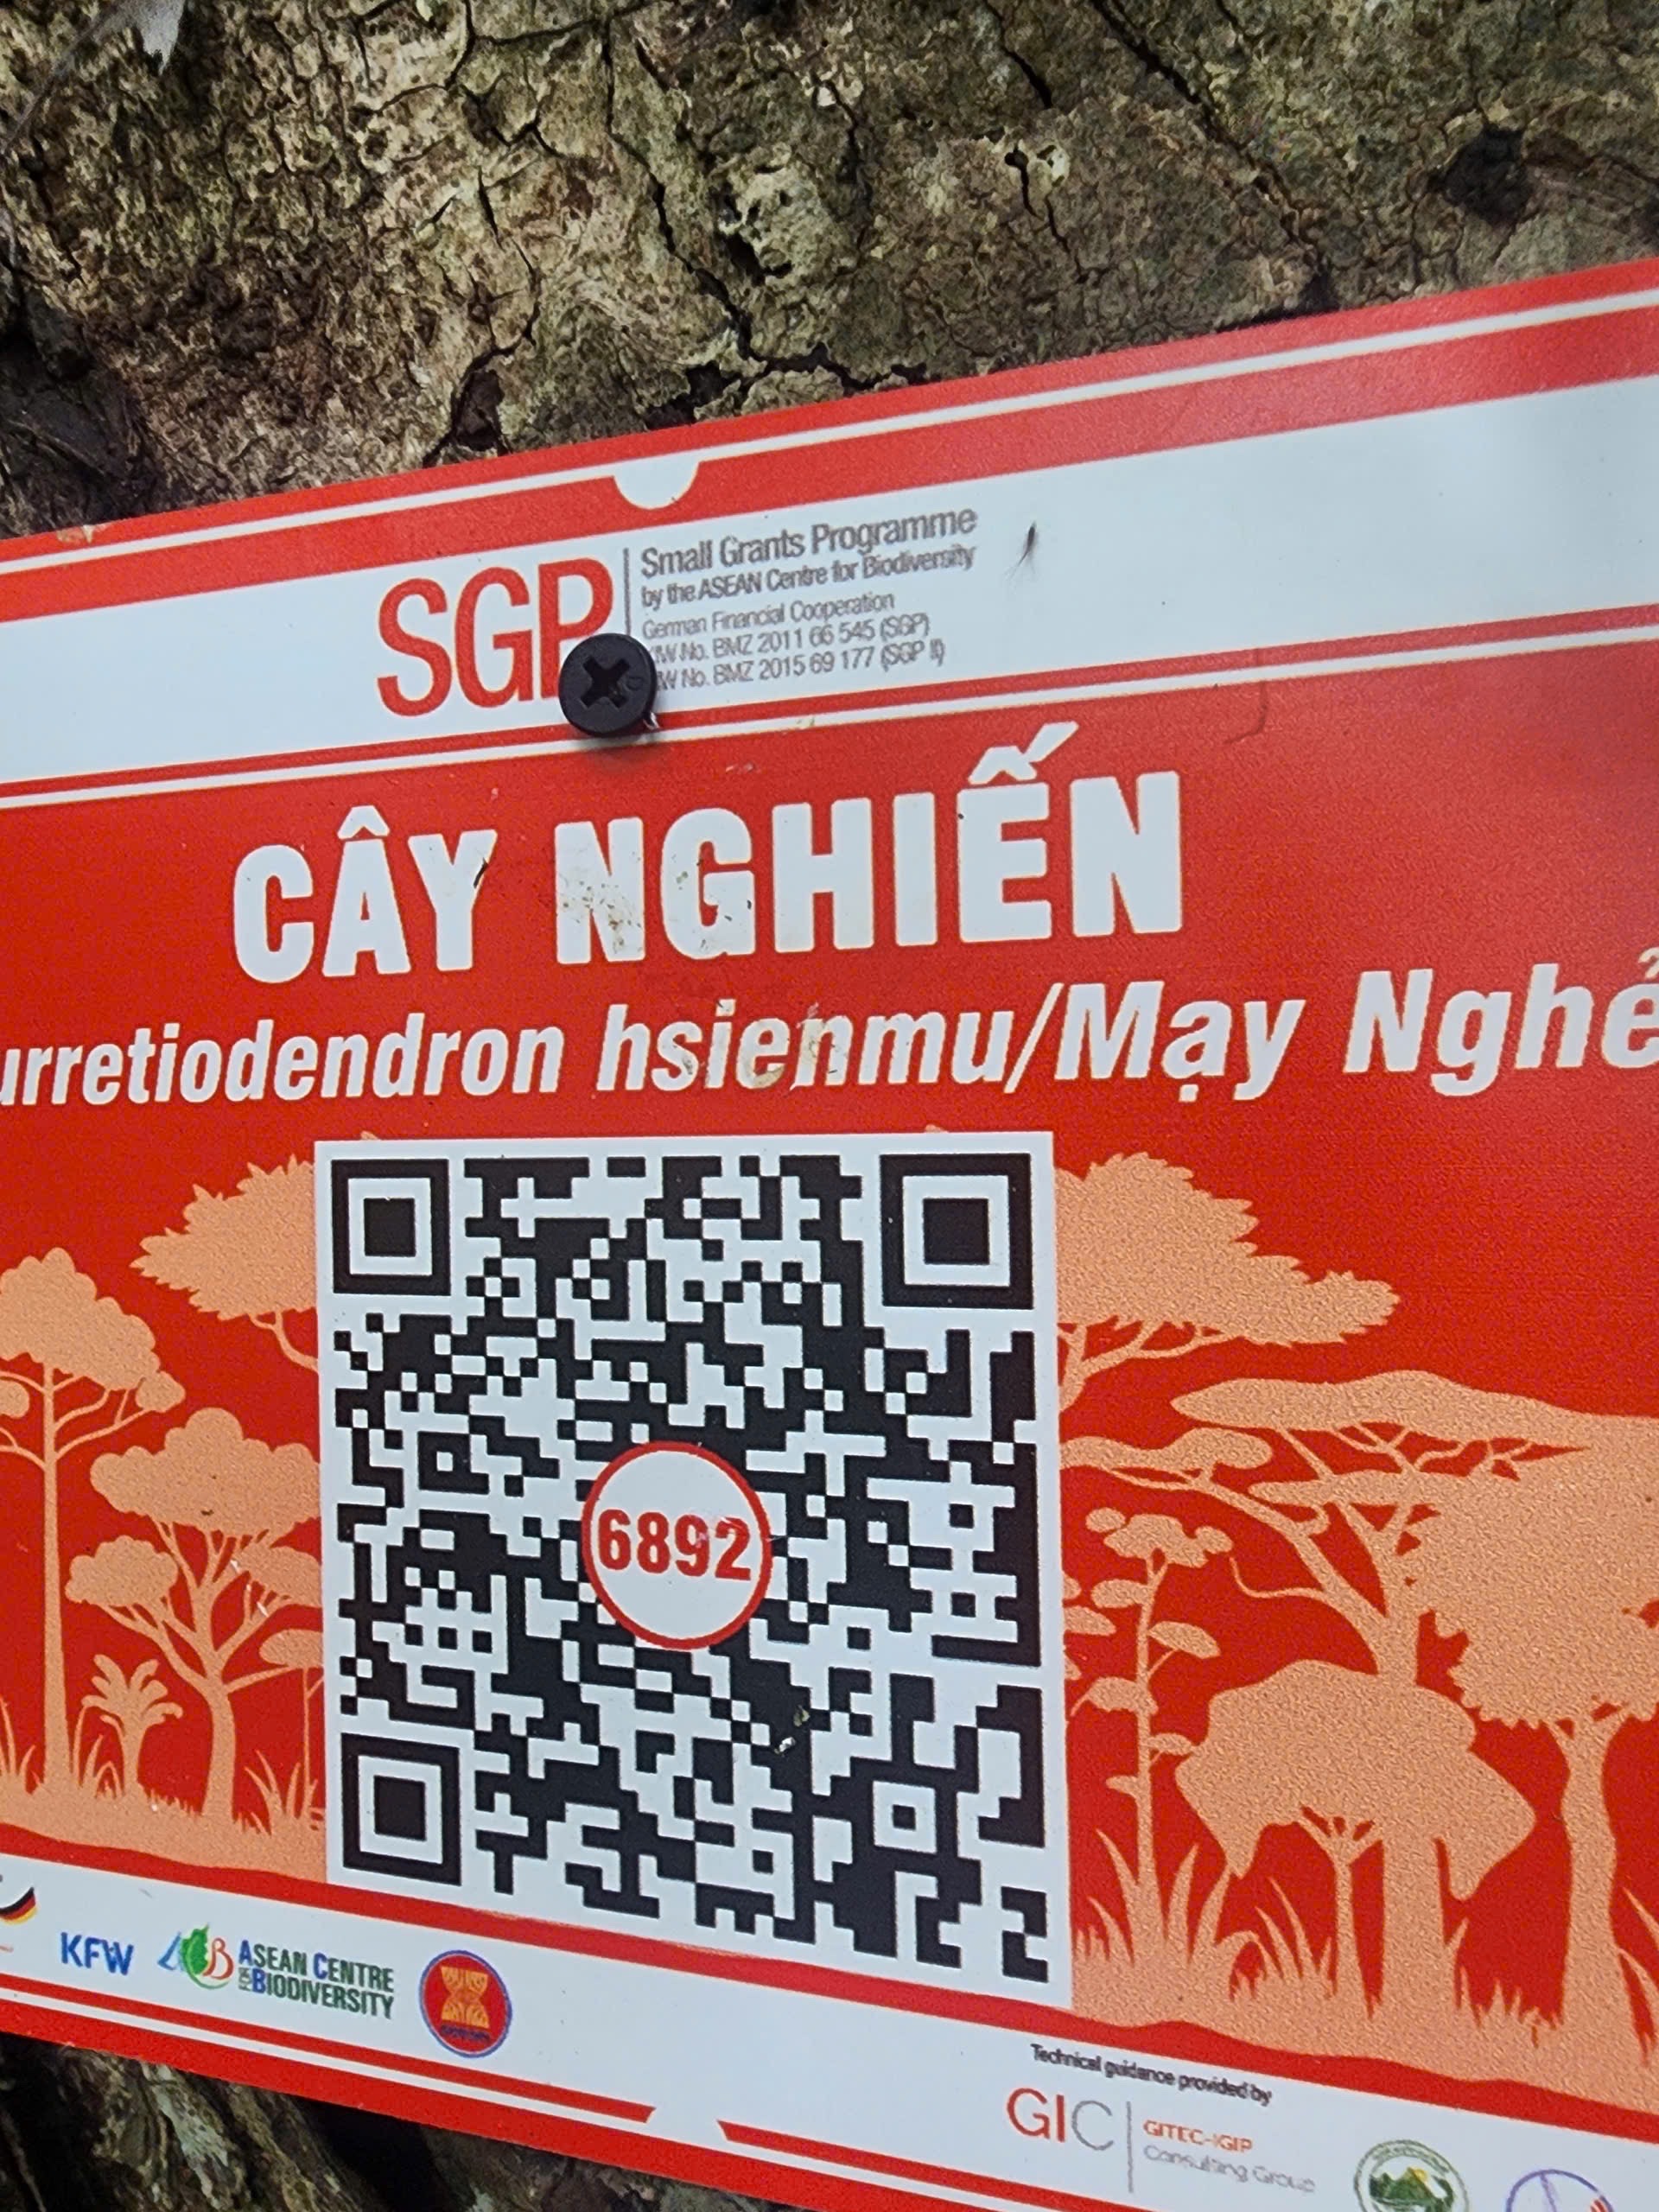 SGP
Small Grants Programme
by the ASEAN Centre for Biodiversity
German Financial Cooperation
No. BMZ 2011 66 545 (SGP)
No. BMZ 2015 69 177 (SGP II)
CÂY NGHIẾN
urretiodendron hsienmu/Mạy Nghẻ
6892
KFW
ASEAN CENTRE
FOR BIODIVERSITY
Technical guidance provided by
GIC
GITEC-IGIP
Consulting Group